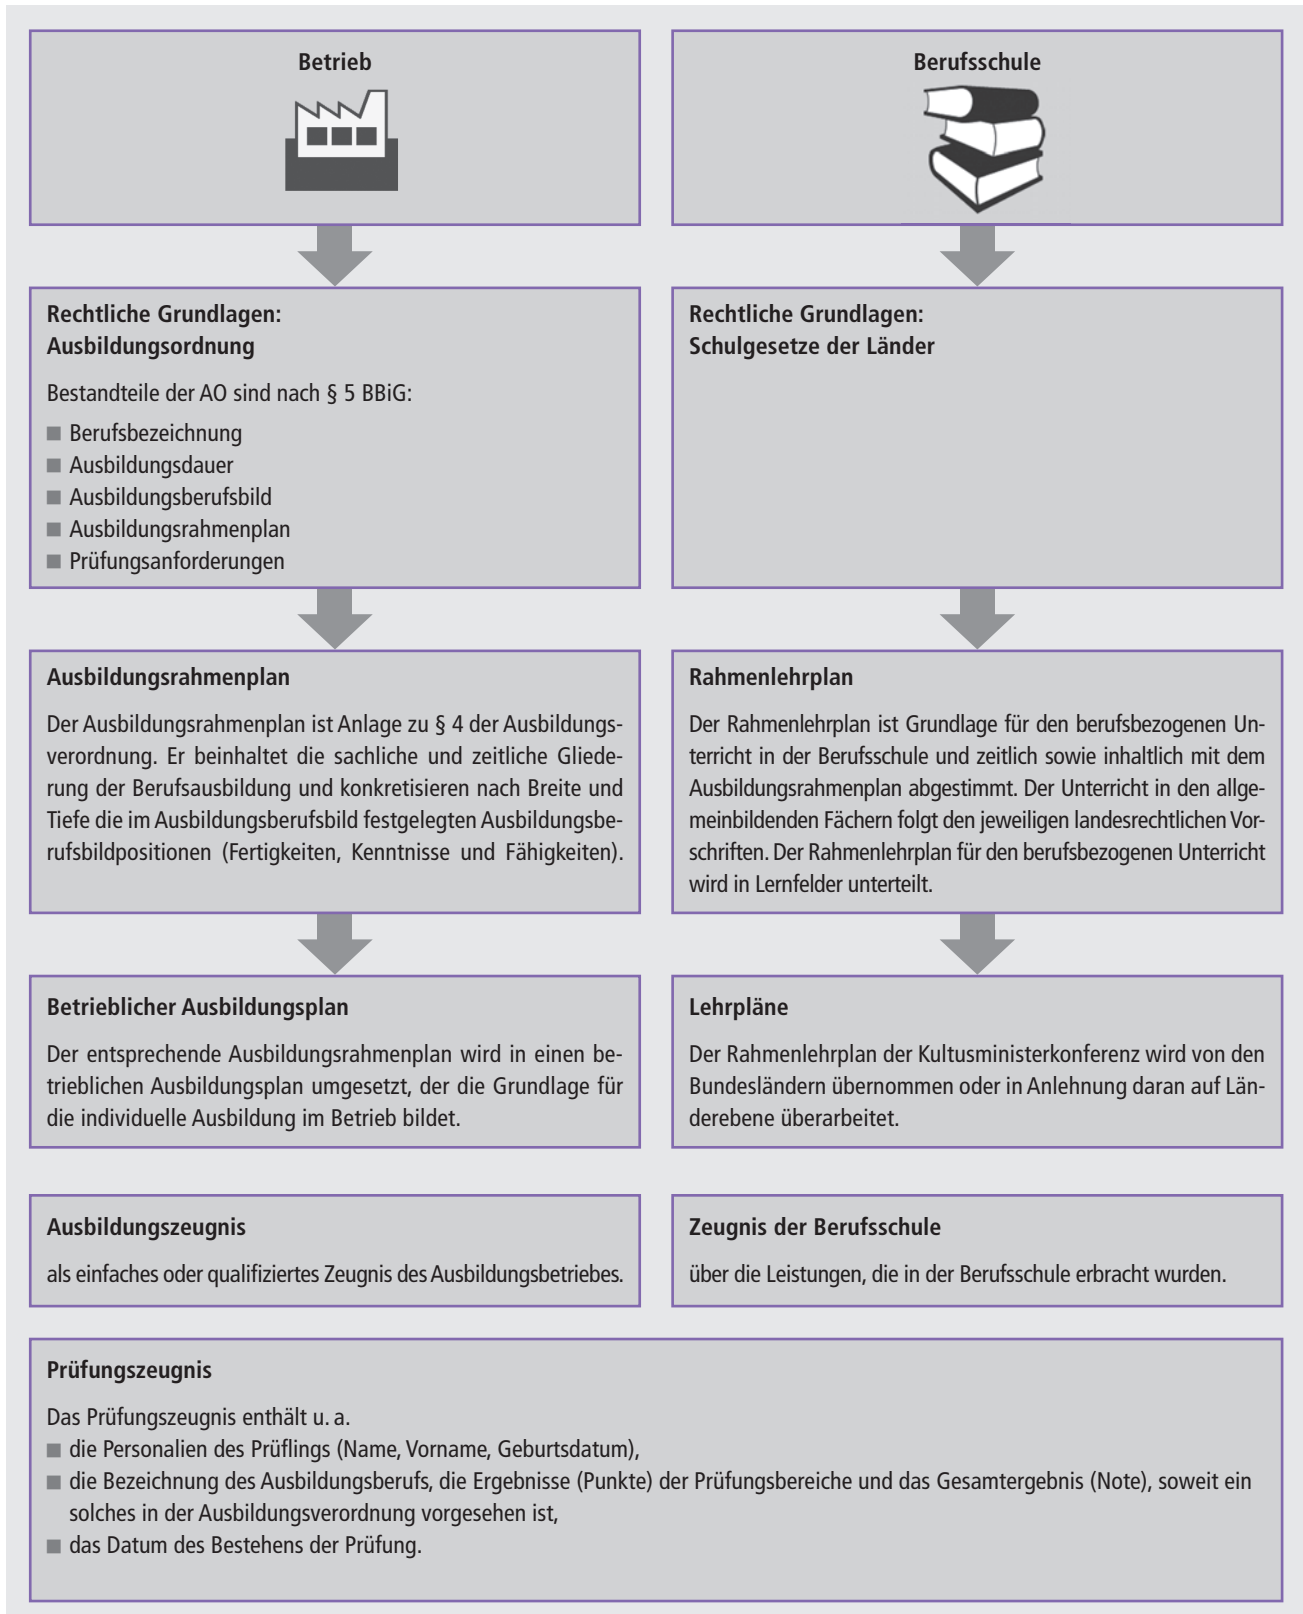 Betrieb
Berufsschule
Rechtliche Grundlagen:
Ausbildungsordnung
Bestandteile der AO sind nach § 5 BBiG:
■ Berufsbezeichnung
■ Ausbildungsdauer
■ Ausbildungsberufsbild
■ Ausbildungsrahmenplan
■ Prüfungsanforderungen
Rechtliche Grundlagen:
Schulgesetze der Länder
Ausbildungsrahmenplan
Der Ausbildungsrahmenplan ist Anlage zu § 4 der Ausbildungs-
verordnung. Er beinhaltet die sachliche und zeitliche Gliede-
rung der Berufsausbildung und konkretisieren nach Breite und
Tiefe die im Ausbildungsberufsbild festgelegten Ausbildungsbe-
rufsbildpositionen (Fertigkeiten, Kenntnisse und Fähigkeiten).
Rahmenlehrplan
Der Rahmenlehrplan ist Grundlage für den berufsbezogenen Un-
terricht in der Berufsschule und zeitlich sowie inhaltlich mit dem
Ausbildungsrahmenplan abgestimmt. Der Unterricht in den allge-
meinbildenden Fächern folgt den jeweiligen landesrechtlichen Vor-
schriften. Der Rahmenlehrplan für den berufsbezogenen Unterricht
wird in Lernfelder unterteilt.
Betrieblicher Ausbildungsplan
Der entsprechende Ausbildungsrahmenplan wird in einen be-
trieblichen Ausbildungsplan umgesetzt, der die Grundlage für
die individuelle Ausbildung im Betrieb bildet.
Lehrpläne
Der Rahmenlehrplan der Kultusministerkonferenz wird von den
Bundesländern übernommen oder in Anlehnung daran auf Län-
derebene überarbeitet.
Ausbildungszeugnis
als einfaches oder qualifiziertes Zeugnis des Ausbildungsbetriebes.
Zeugnis der Berufsschule
über die Leistungen, die in der Berufsschule erbracht wurden.
Prüfungszeugnis
Das Prüfungszeugnis enthält u. a.
■ die Personalien des Prüflings (Name, Vorname, Geburtsdatum),
■ die Bezeichnung des Ausbildungsberufs, die Ergebnisse (Punkte) der Prüfungsbereiche und das Gesamtergebnis (Note), soweit ein
solches in der Ausbildungsverordnung vorgesehen ist,
■ das Datum des Bestehens der Prüfung.